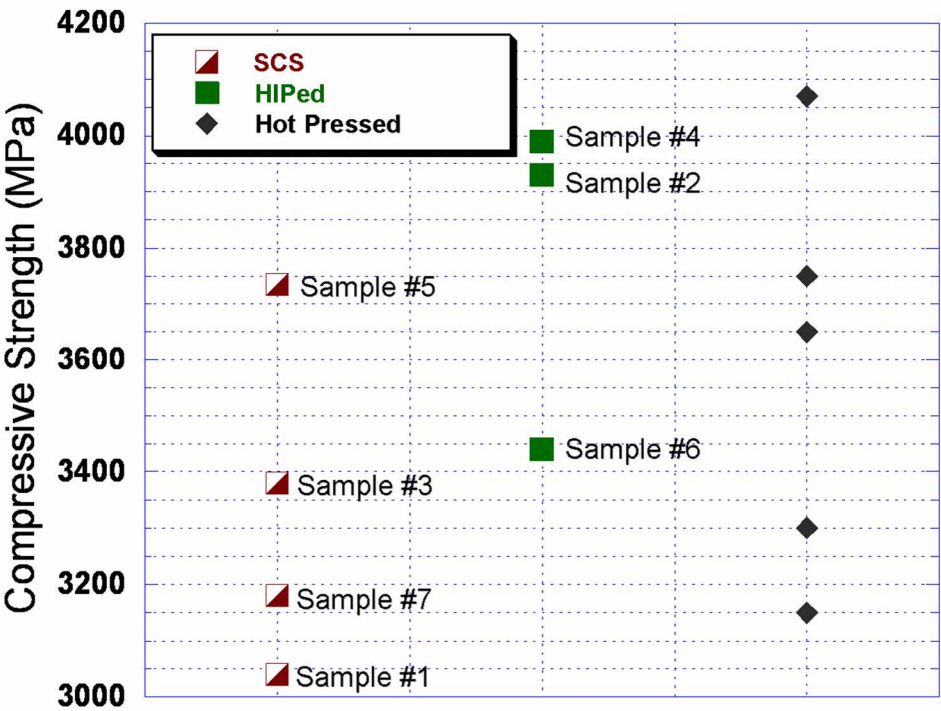 Compressive Strength (MPa)
4200
4000
3800
3600
3400
3200
3000
SCS
HIPed
Hot Pressed
Sample #4
Sample #2
Sample #5
Sample #6
Sample #3
Sample #7
Sample #1